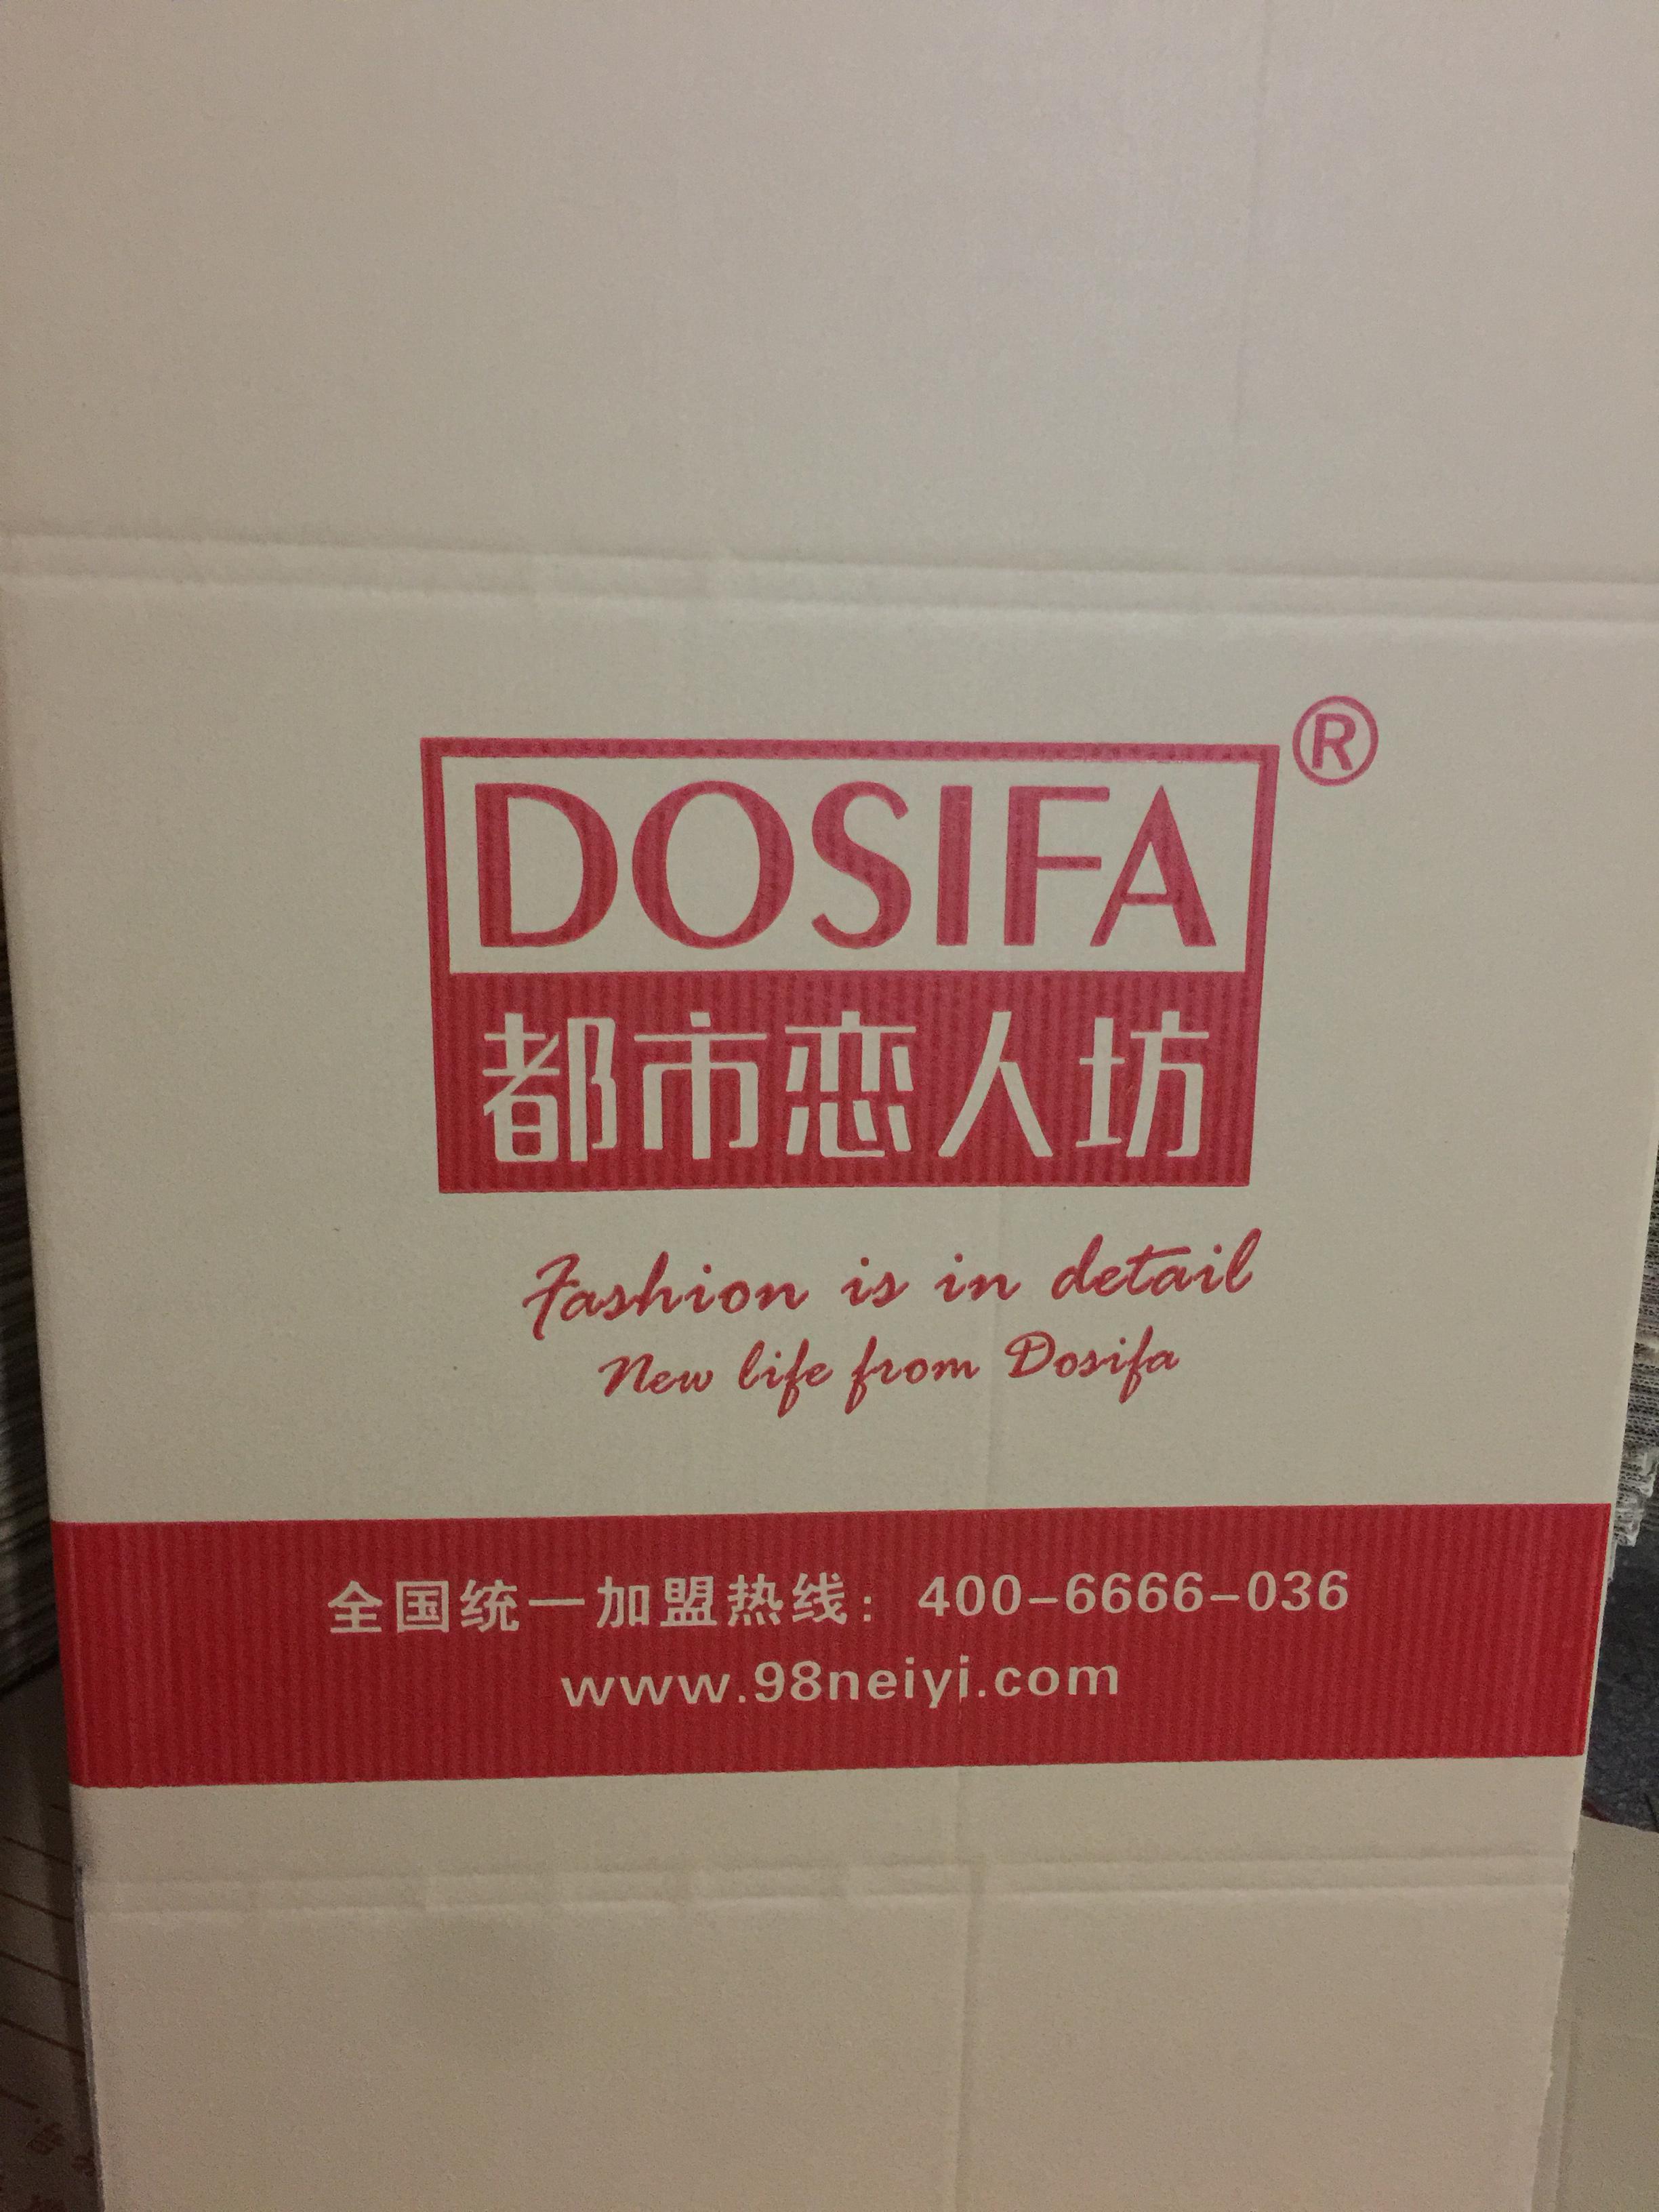 DOSIFA®
都市恋人坊
Fashion is in detail
New life from Dosifa
全国统一加盟热线：400-6666-036
www.98neiyi.com